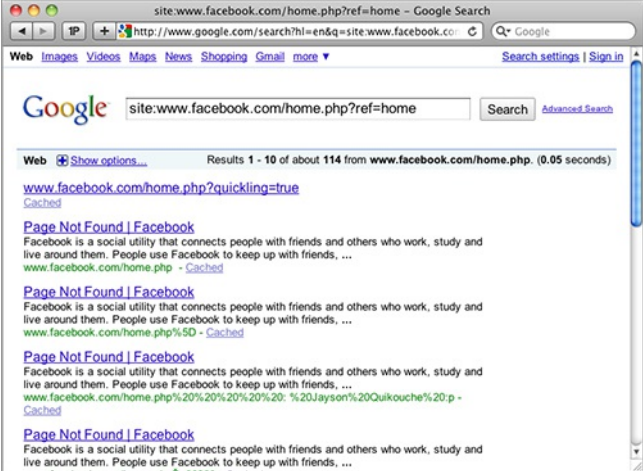 site:www.facebook.com/home.php?ref=home - Google Search
1P + http://www.google.com/search?hl=en&q=site:www.facebook.co Google
Web Images Videos Maps News Shopping Gmail more ▼ Search settings | Sign in
Google site:www.facebook.com/home.php?ref=home Search Advanced Search
Web Show options... Results 1 - 10 of about 114 from www.facebook.com/home.php. (0.05 seconds)
www.facebook.com/home.php?quickling=true
Cached
Page Not Found | Facebook
Facebook is a social utility that connects people with friends and others who work, study and
live around them. People use Facebook to keep up with friends, ...
www.facebook.com/home.php - Cached
Page Not Found | Facebook
Facebook is a social utility that connects people with friends and others who work, study and
live around them. People use Facebook to keep up with friends, ...
www.facebook.com/home.php%5D - Cached
Page Not Found | Facebook
Facebook is a social utility that connects people with friends and others who work, study and
live around them. People use Facebook to keep up with friends, ...
www.facebook.com/home.php%20%20%20%20%20: %20Jayson%20Quikouche%20:p -
Cached
Page Not Found | Facebook
Facebook is a social utility that connects people with friends and others who work, study and
live around them. People use Facebook to keep up with friends, ...